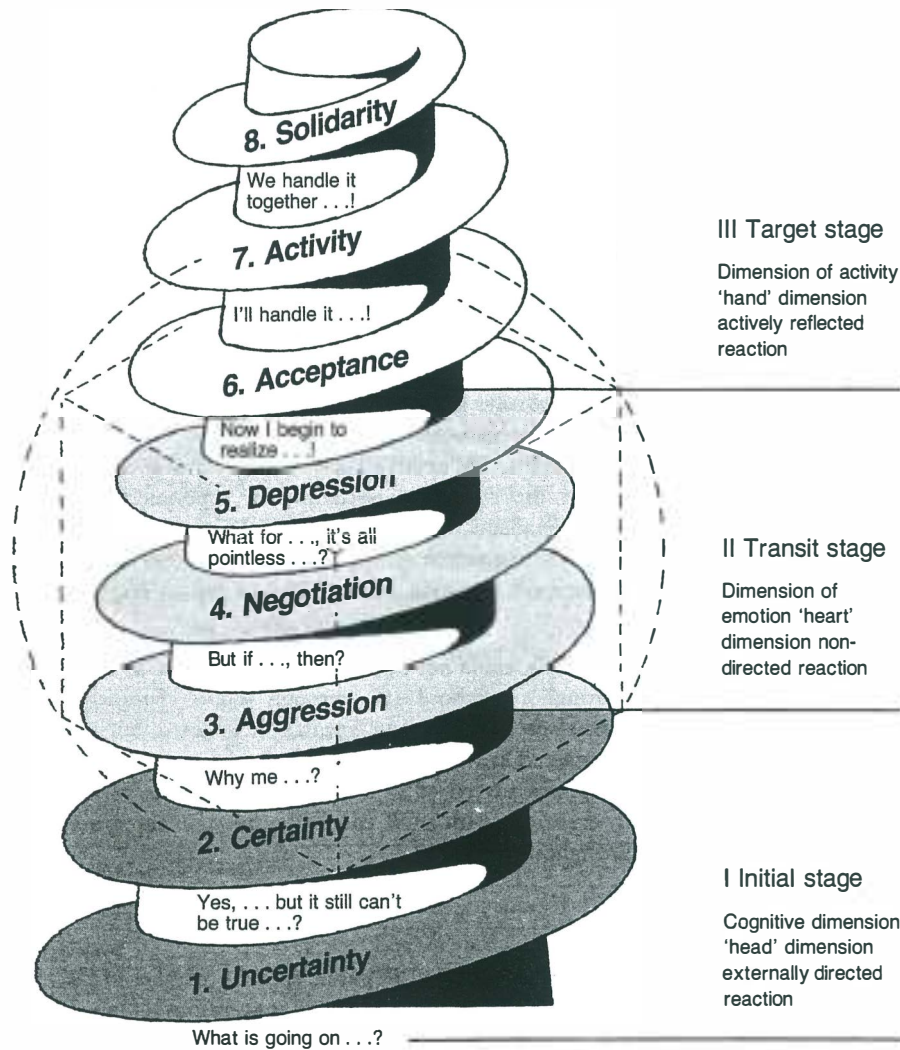 8. Solidarity
We handle it
together . . .!
7. Activity
I'll handle it . . .!
6. Acceptance
Now I begin to
realize . . .!
5. Depression
What for . . ., it's all
pointless . . .?
4. Negotiation
But if . . ., then?
3. Aggression
Why me . . .?
2. Certainty
Yes, . . . but it still can't
be true . . .?
1. Uncertainty
What is going on . . .?
III Target stage
Dimension of activity
'hand' dimension
actively reflected
reaction
II Transit stage
Dimension of
emotion 'heart'
dimension non-
directed reaction
I Initial stage
Cognitive dimension
'head' dimension
externally directed
reaction